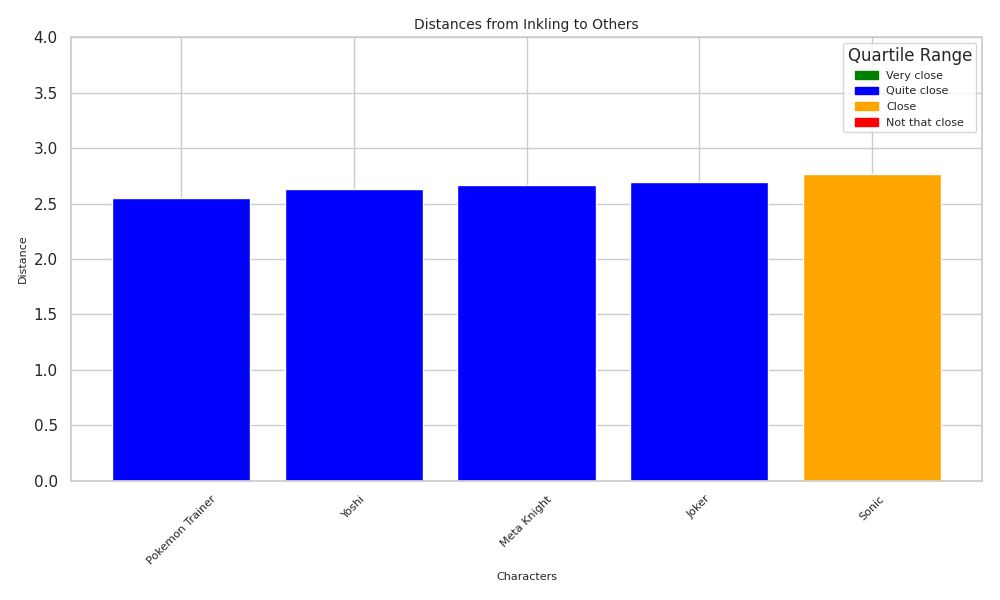 Distances from Inkling to Others
4.0
3.5
3.0
2.5
2.0
1.5
1.0
0.5
0.0
Distance
Quartile Range
Very close
Quite close
Close
Not that close
Pokemon Trainer
Yoshi
Meta Knight
Joker
Sonic
Characters